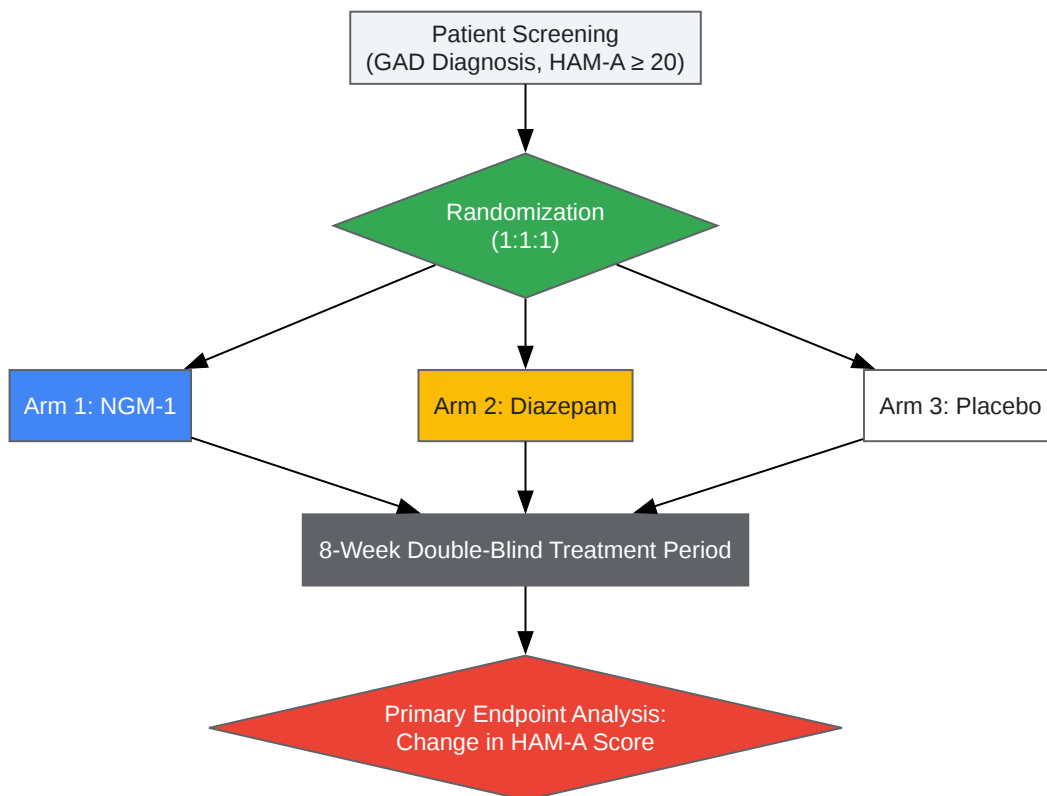 Patient Screening
(GAD Diagnosis, HAM-A ≥ 20)
Randomization
(1:1:1)
Arm 1: NGM-1
Arm 2: Diazepam
Arm 3: Placebo
8-Week Double-Blind Treatment Period
Primary Endpoint Analysis:
Change in HAM-A Score